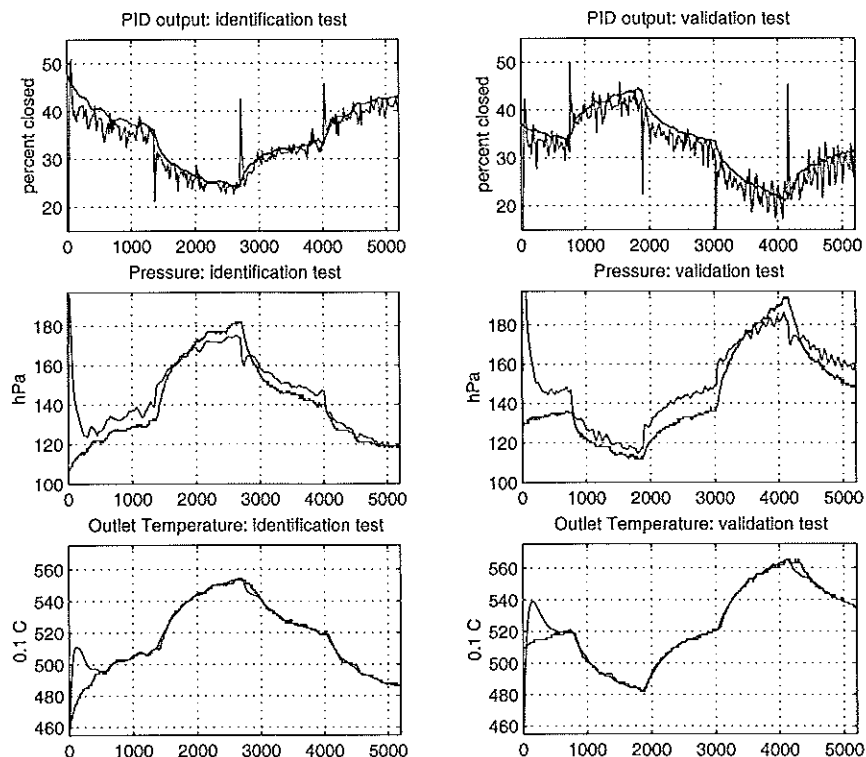 PID output: identification test
percent closed
50
40
30
20
0 1000 2000 3000 4000 5000
PID output: validation test
percent closed
50
40
30
20
0 1000 2000 3000 4000 5000
Pressure: identification test
hPa
180
160
140
120
100
0 1000 2000 3000 4000 5000
Pressure: validation test
180
160
140
120
100
0 1000 2000 3000 4000 5000
Outlet Temperature: identification test
0.1 C
560
540
520
500
480
460
0 1000 2000 3000 4000 5000
Outlet Temperature: validation test
0.1 C
560
540
520
500
480
460
0 1000 2000 3000 4000 5000